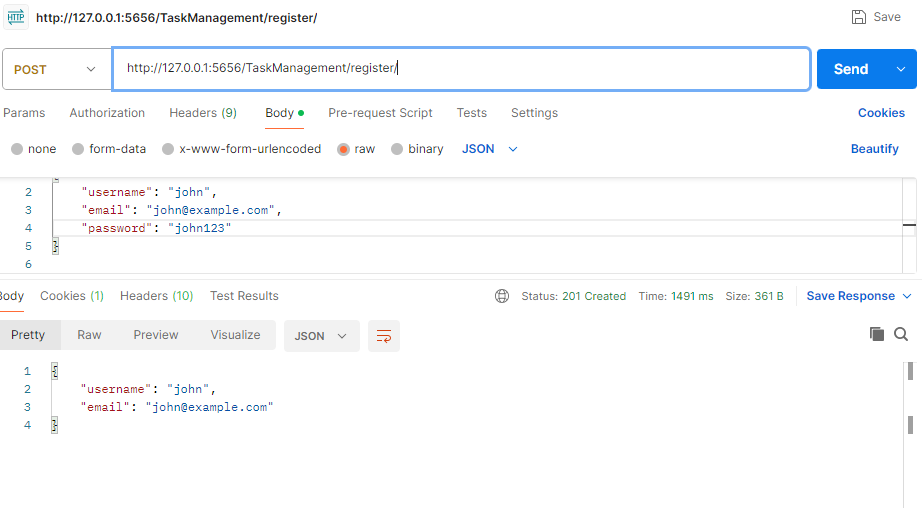 HTTP http://127.0.0.1:5656/TaskManagement/register/ Save
POST http://127.0.0.1:5656/TaskManagement/register/ Send
Params Authorization Headers (9) Body Pre-request Script Tests Settings Cookies
none form-data x-www-form-urlencoded raw binary JSON Beautify
2 "username": "john",
3 "email": "john@example.com",
4 "password": "john123"
5 }
6
Body Cookies (1) Headers (10) Test Results Status: 201 Created Time: 1491 ms Size: 361 B Save Response
Pretty Raw Preview Visualize JSON
1 {
2 "username": "john",
3 "email": "john@example.com"
4 }